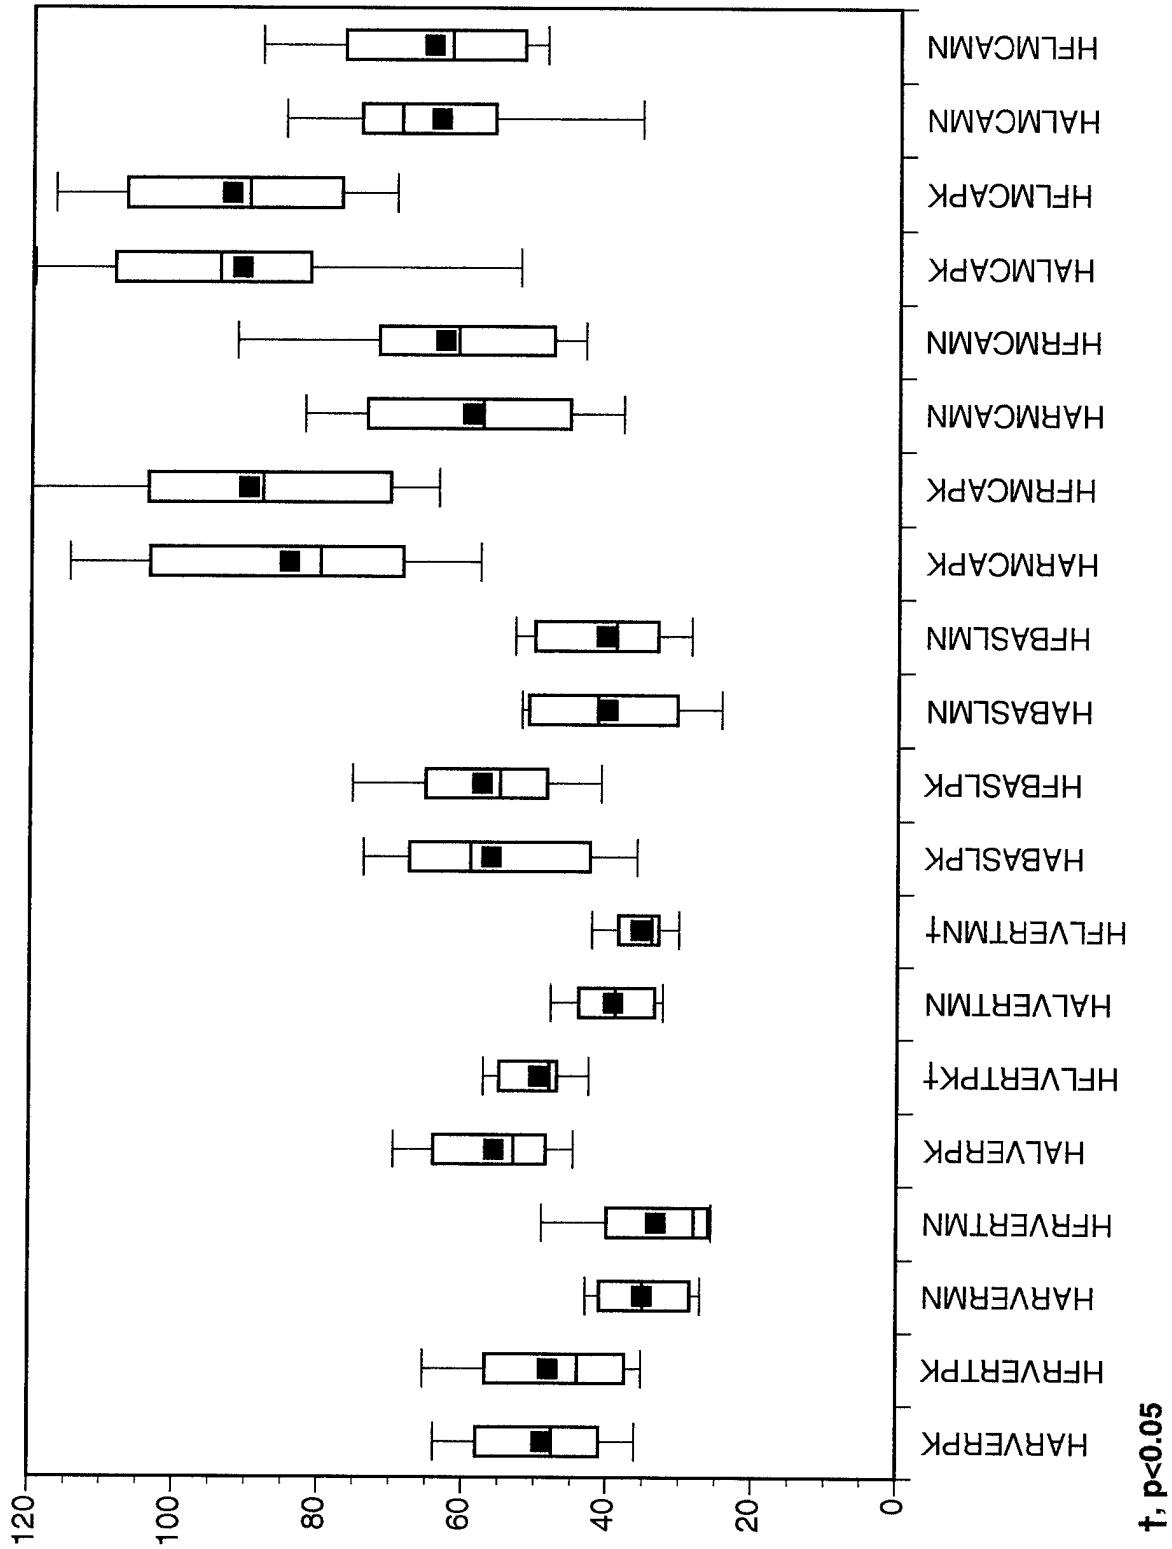 120
100
80
60
40
20
0
HARVERPK
HFRVERTPK
HARVERMN
HFRVERTMN
HALVERPK
HFLVERTPK†
HALVERTMN
HFLVERTMN†
HABASLPK
HFBASLPK
HABASLMN
HFBASLMN
HARMCAPK
HFRMCAPK
HARMCAMN
HFRMCAMN
HALMCAPK
HFLMCAPK
HALMCAMN
HFLMCAMN
†, p<0.05